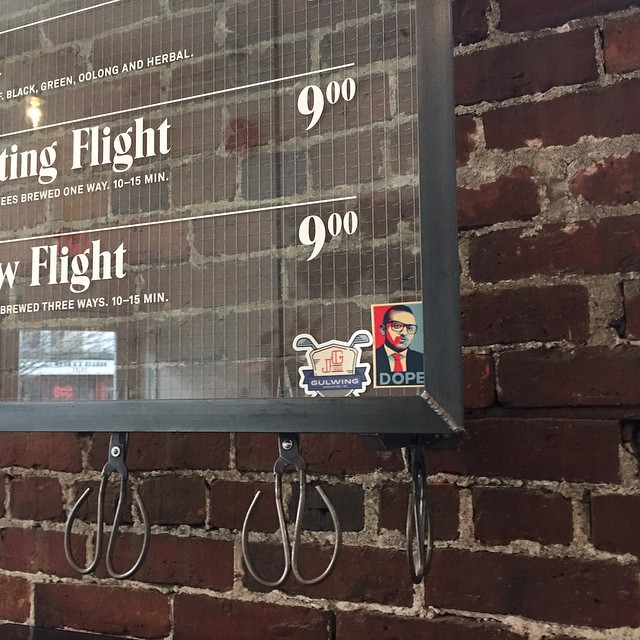 BLACK, GREEN, OOLONG AND HERBAL.
9⁰⁰
ting Flight
EES BREWED ONE WAY. 10–15 MIN.
9⁰⁰
w Flight
BREWED THREE WAYS. 10–15 MIN.
JG
GULWING
DOPE